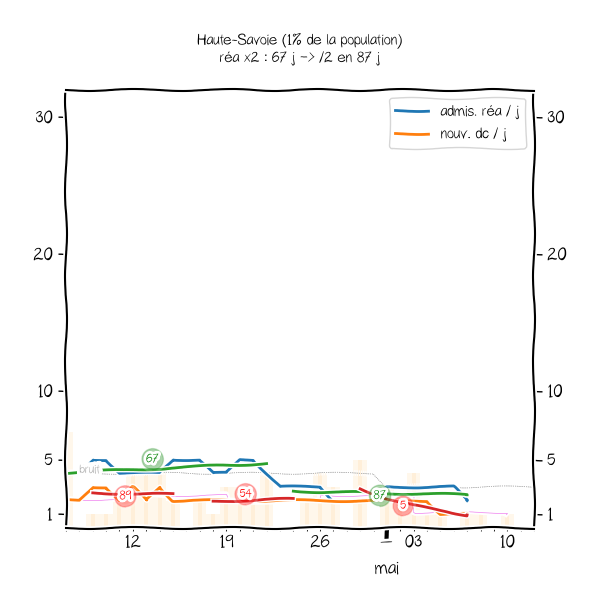 Haute-Savoie (1% de la population)
réa x2 : 67 j -> /2 en 87 j
admis. réa / j
nouv. dc / j
30 30
20 20
10 10
5 5
1 1
bruit
67
89
54
87
5
12 19 26 03 10
mai